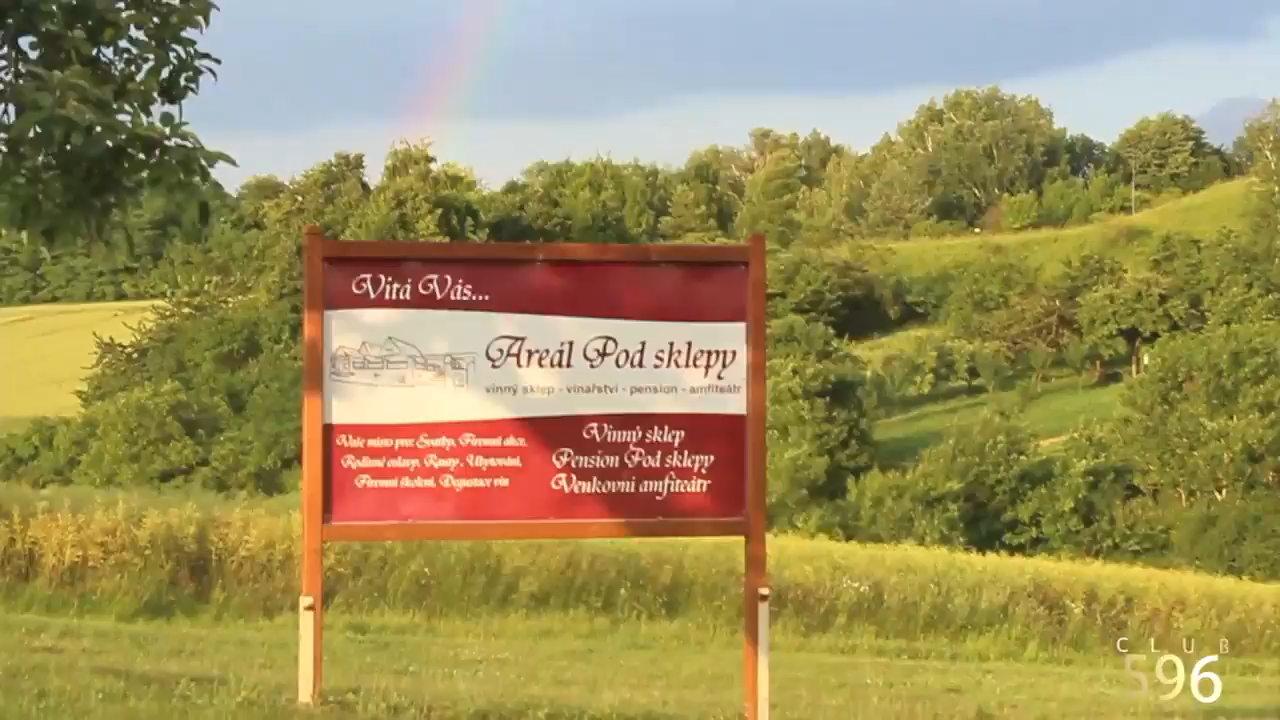 Vítá Vás...
Areál Pod sklepy
vinný sklep - vinařství - pension - amfiteátr
Vaše místo pro: Svatby, Firemní akce,
Rodinné oslavy, Rauty, Ubytování,
Firemní školení, Degustace vín
Vinný sklep
Pension Pod sklepy
Venkovní amfiteátr
CLUB
596